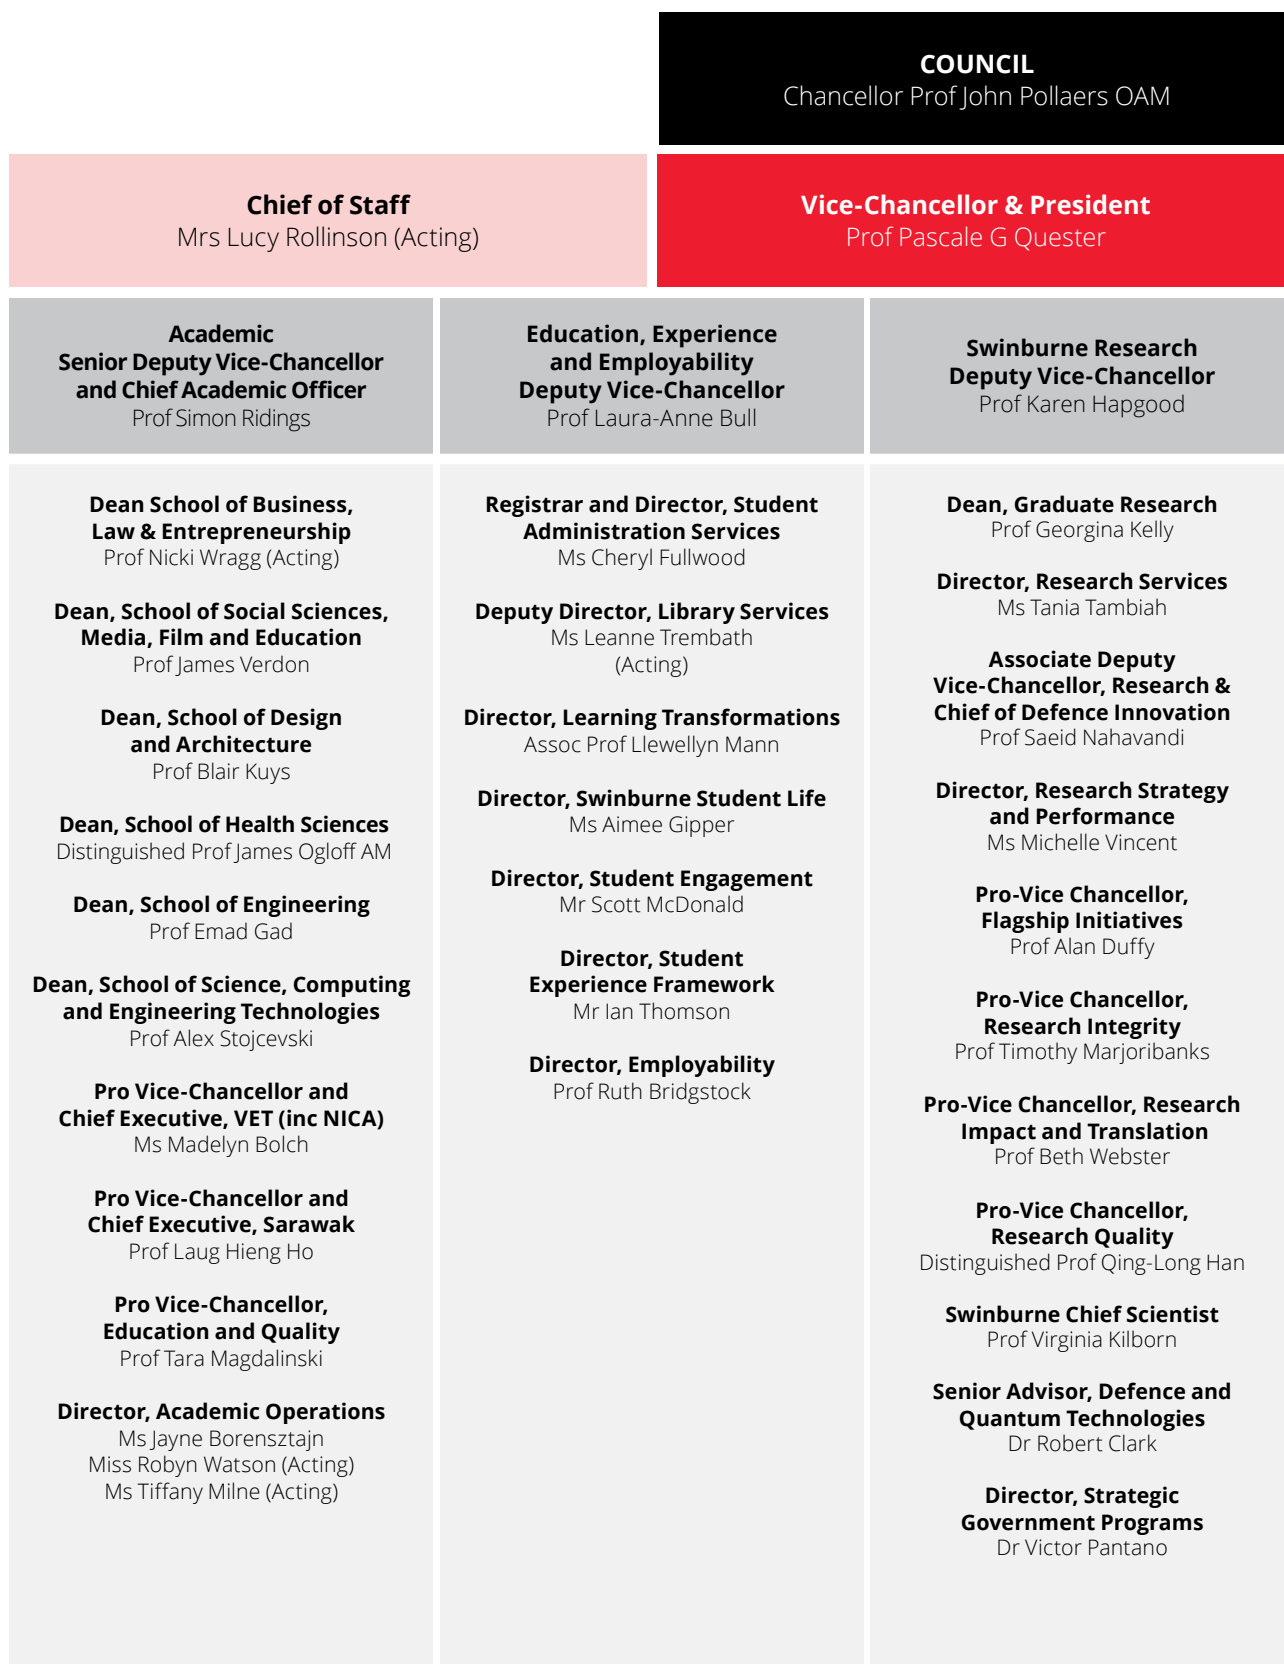 COUNCIL
Chancellor Prof John Pollaers OAM
Chief of Staff
Mrs Lucy Rollinson (Acting)
Vice-Chancellor & President
Prof Pascale G Quester
Academic
Senior Deputy Vice-Chancellor
and Chief Academic Officer
Prof Simon Ridings
Education, Experience
and Employability
Deputy Vice-Chancellor
Prof Laura-Anne Bull
Swinburne Research
Deputy Vice-Chancellor
Prof Karen Hapgood
Dean School of Business,
Law & Entrepreneurship
Prof Nicki Wragg (Acting)
Dean, School of Social Sciences,
Media, Film and Education
Prof James Verdon
Dean, School of Design
and Architecture
Prof Blair Kuys
Dean, School of Health Sciences
Distinguished Prof James Ogloff AM
Dean, School of Engineering
Prof Emad Gad
Dean, School of Science, Computing
and Engineering Technologies
Prof Alex Stojcevski
Pro Vice-Chancellor and
Chief Executive, VET (inc NICA)
Ms Madelyn Bolch
Pro Vice-Chancellor and
Chief Executive, Sarawak
Prof Laug Hieng Ho
Pro Vice-Chancellor,
Education and Quality
Prof Tara Magdalinski
Director, Academic Operations
Ms Jayne Borensztajn
Miss Robyn Watson (Acting)
Ms Tiffany Milne (Acting)
Registrar and Director, Student
Administration Services
Ms Cheryl Fullwood
Deputy Director, Library Services
Ms Leanne Trembath
(Acting)
Director, Learning Transformations
Assoc Prof Llewellyn Mann
Director, Swinburne Student Life
Ms Aimee Gipper
Director, Student Engagement
Mr Scott McDonald
Director, Student
Experience Framework
Mr Ian Thomson
Director, Employability
Prof Ruth Bridgstock
Dean, Graduate Research
Prof Georgina Kelly
Director, Research Services
Ms Tania Tambiah
Associate Deputy
Vice-Chancellor, Research &
Chief of Defence Innovation
Prof Saeid Nahavandi
Director, Research Strategy
and Performance
Ms Michelle Vincent
Pro-Vice Chancellor,
Flagship Initiatives
Prof Alan Duffy
Pro-Vice Chancellor,
Research Integrity
Prof Timothy Marjoribanks
Pro-Vice Chancellor, Research
Impact and Translation
Prof Beth Webster
Pro-Vice Chancellor,
Research Quality
Distinguished Prof Qing-Long Han
Swinburne Chief Scientist
Prof Virginia Kilborn
Senior Advisor, Defence and
Quantum Technologies
Dr Robert Clark
Director, Strategic
Government Programs
Dr Victor Pantano